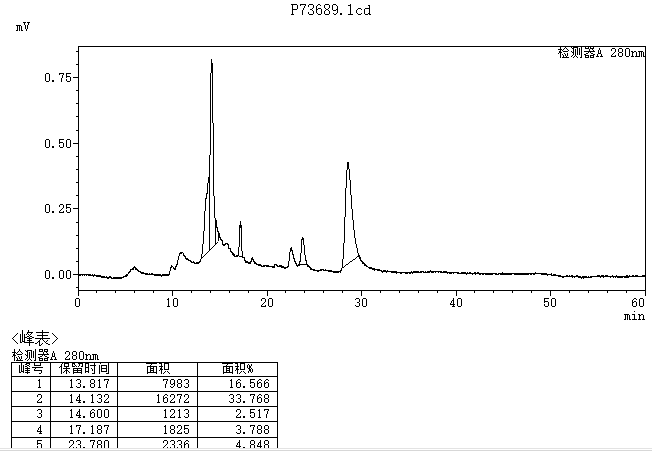 P73689.1cd
mV
检测器A 280nm
0.75
0.50
0.25
0.00
0 10 20 30 40 50 60
min
<峰表>
检测器A 280nm
峰号 保留时间 面积 面积%
1 13.817 7983 16.566
2 14.132 16272 33.768
3 14.600 1213 2.517
4 17.187 1825 3.788
5 23.780 2336 4.848